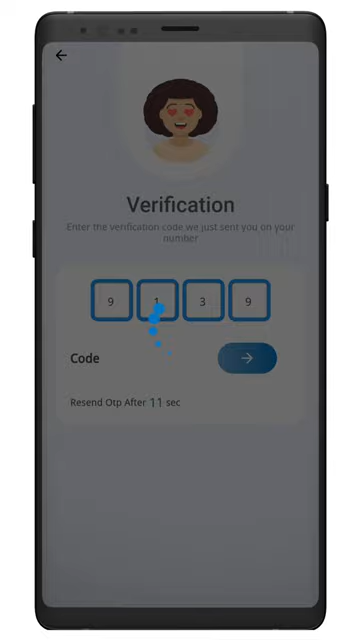 Verification
Enter the verification code we just sent you on your
number
9 1 3 9
Code
Resend Otp After 11 sec